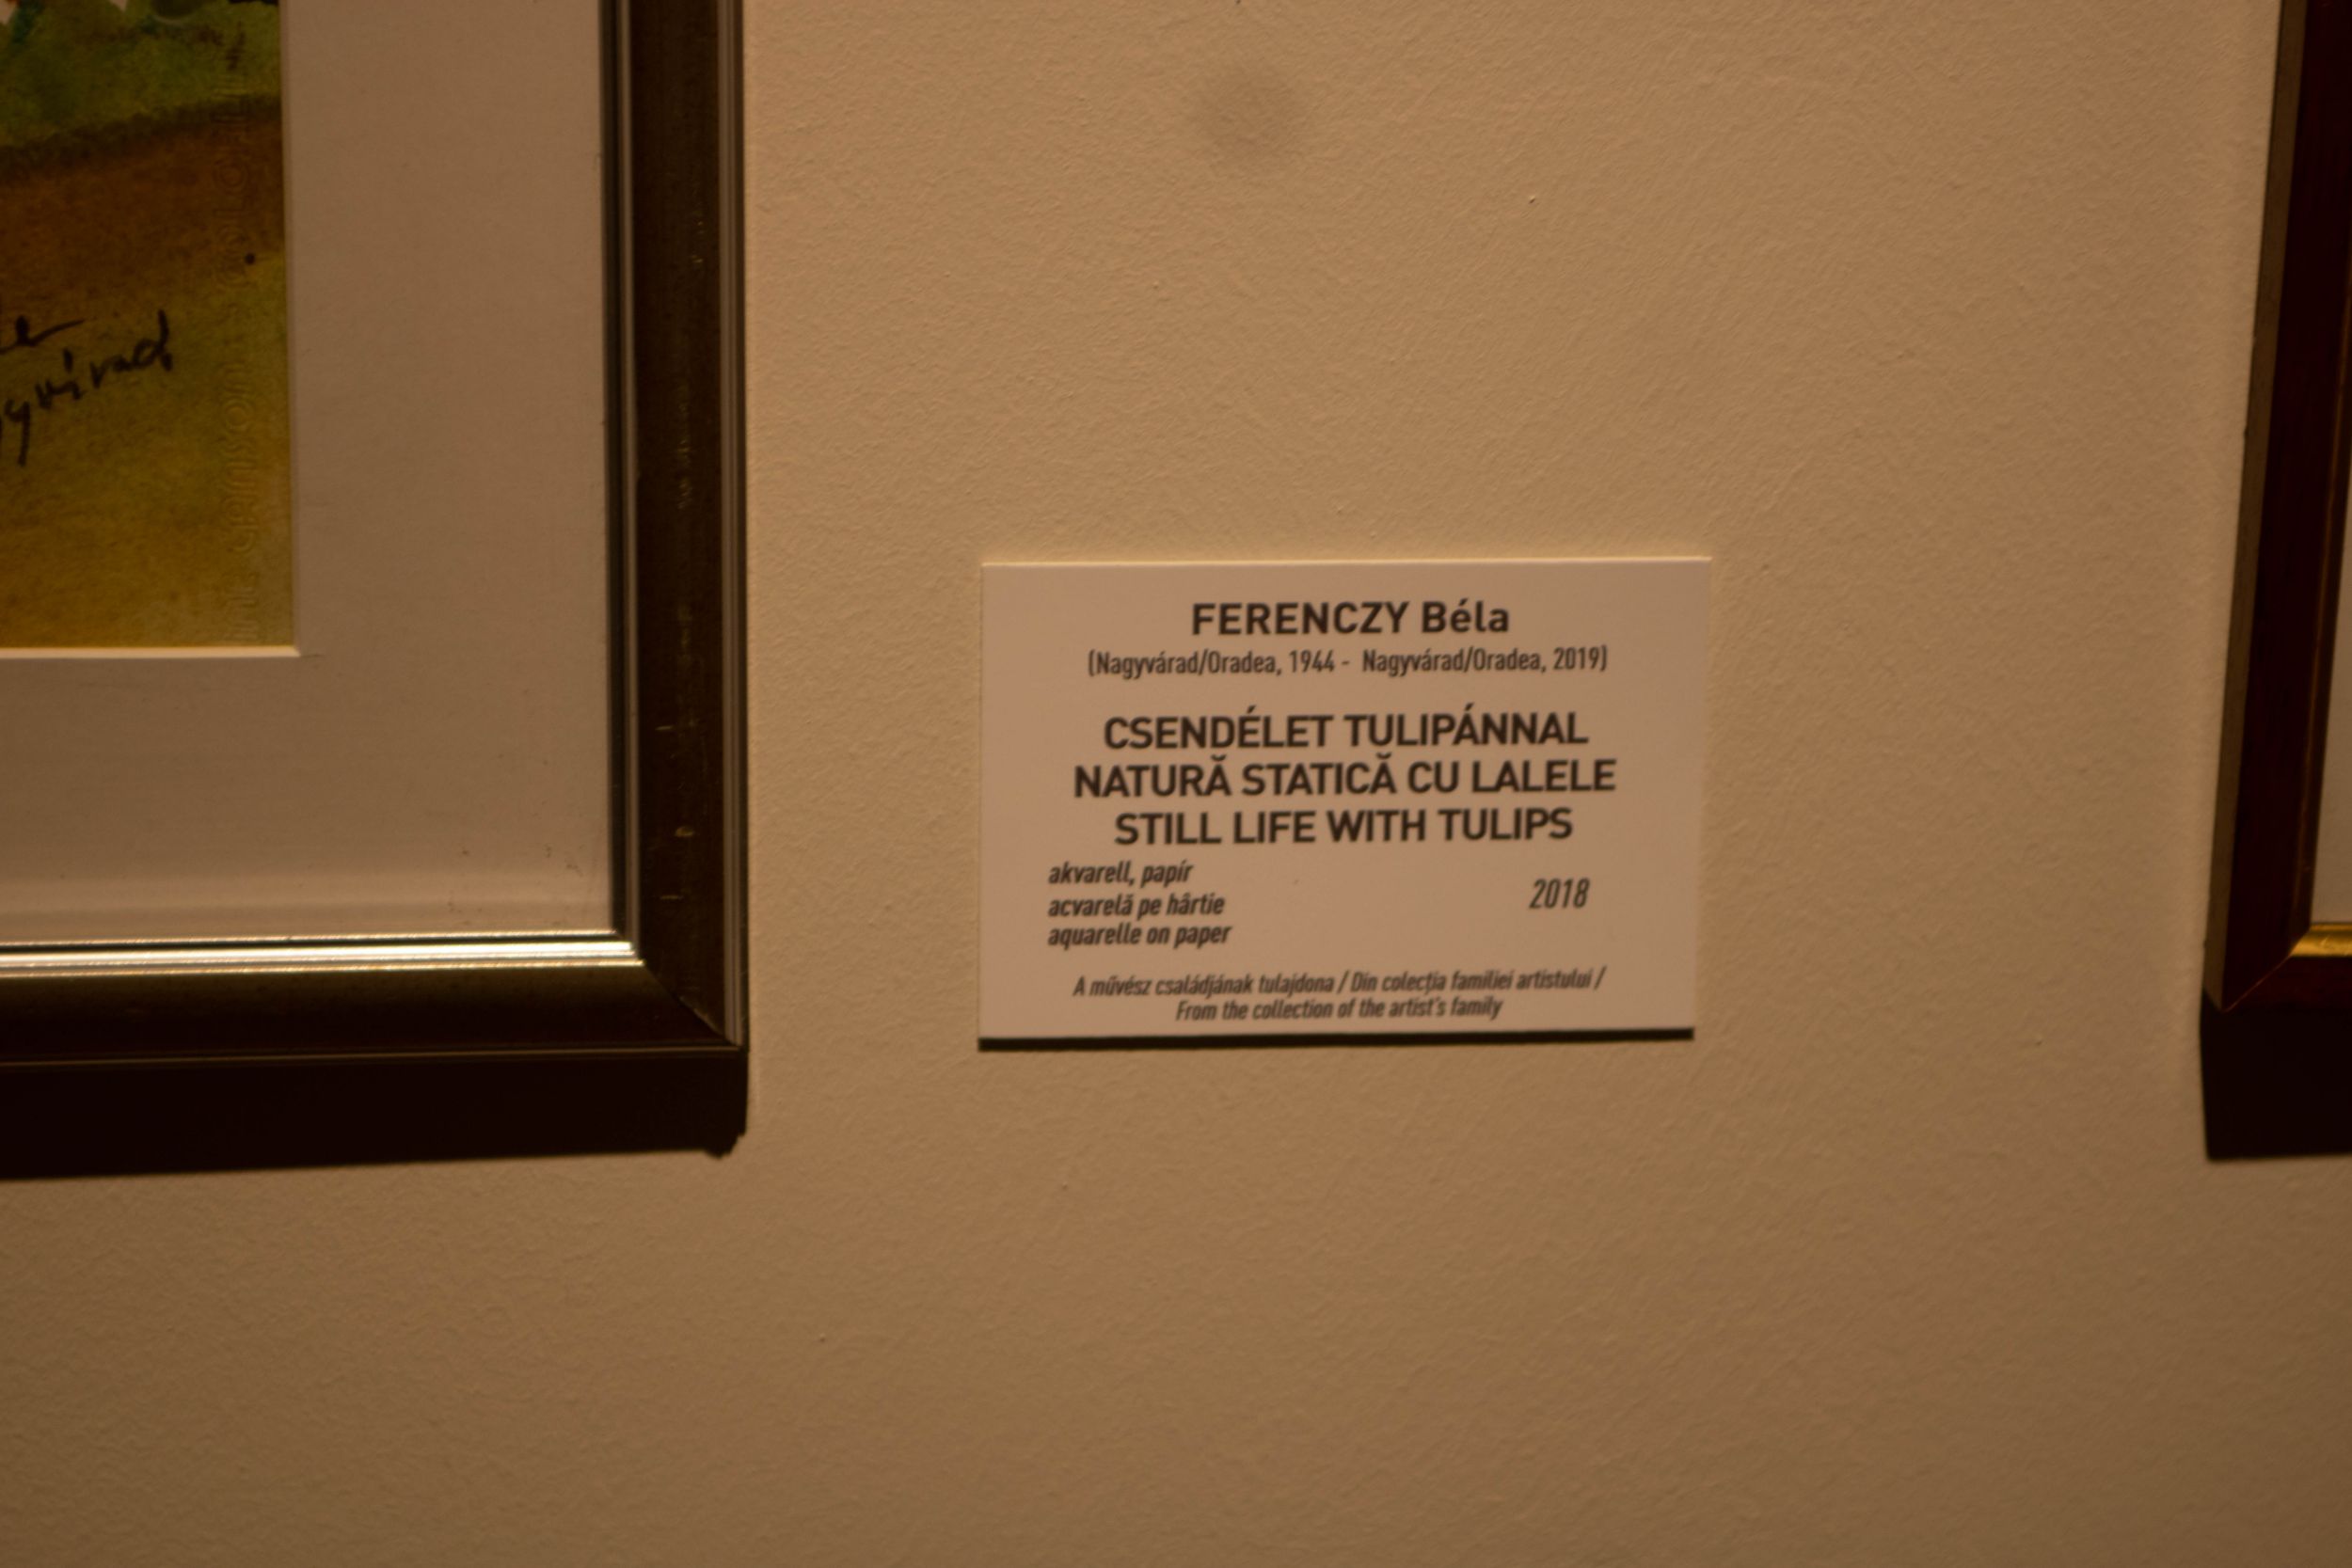 gyvárad
FERENCZY Béla
(Nagyvárad/Oradea, 1944 - Nagyvárad/Oradea, 2019)
CSENDÉLET TULIPÁNNAL
NATURĂ STATICĂ CU LALELE
STILL LIFE WITH TULIPS
akvarell, papír
acvarelă pe hârtie
aquarelle on paper
2018
A művész családjának tulajdona / Din colecția familiei artistului /
From the collection of the artist's family